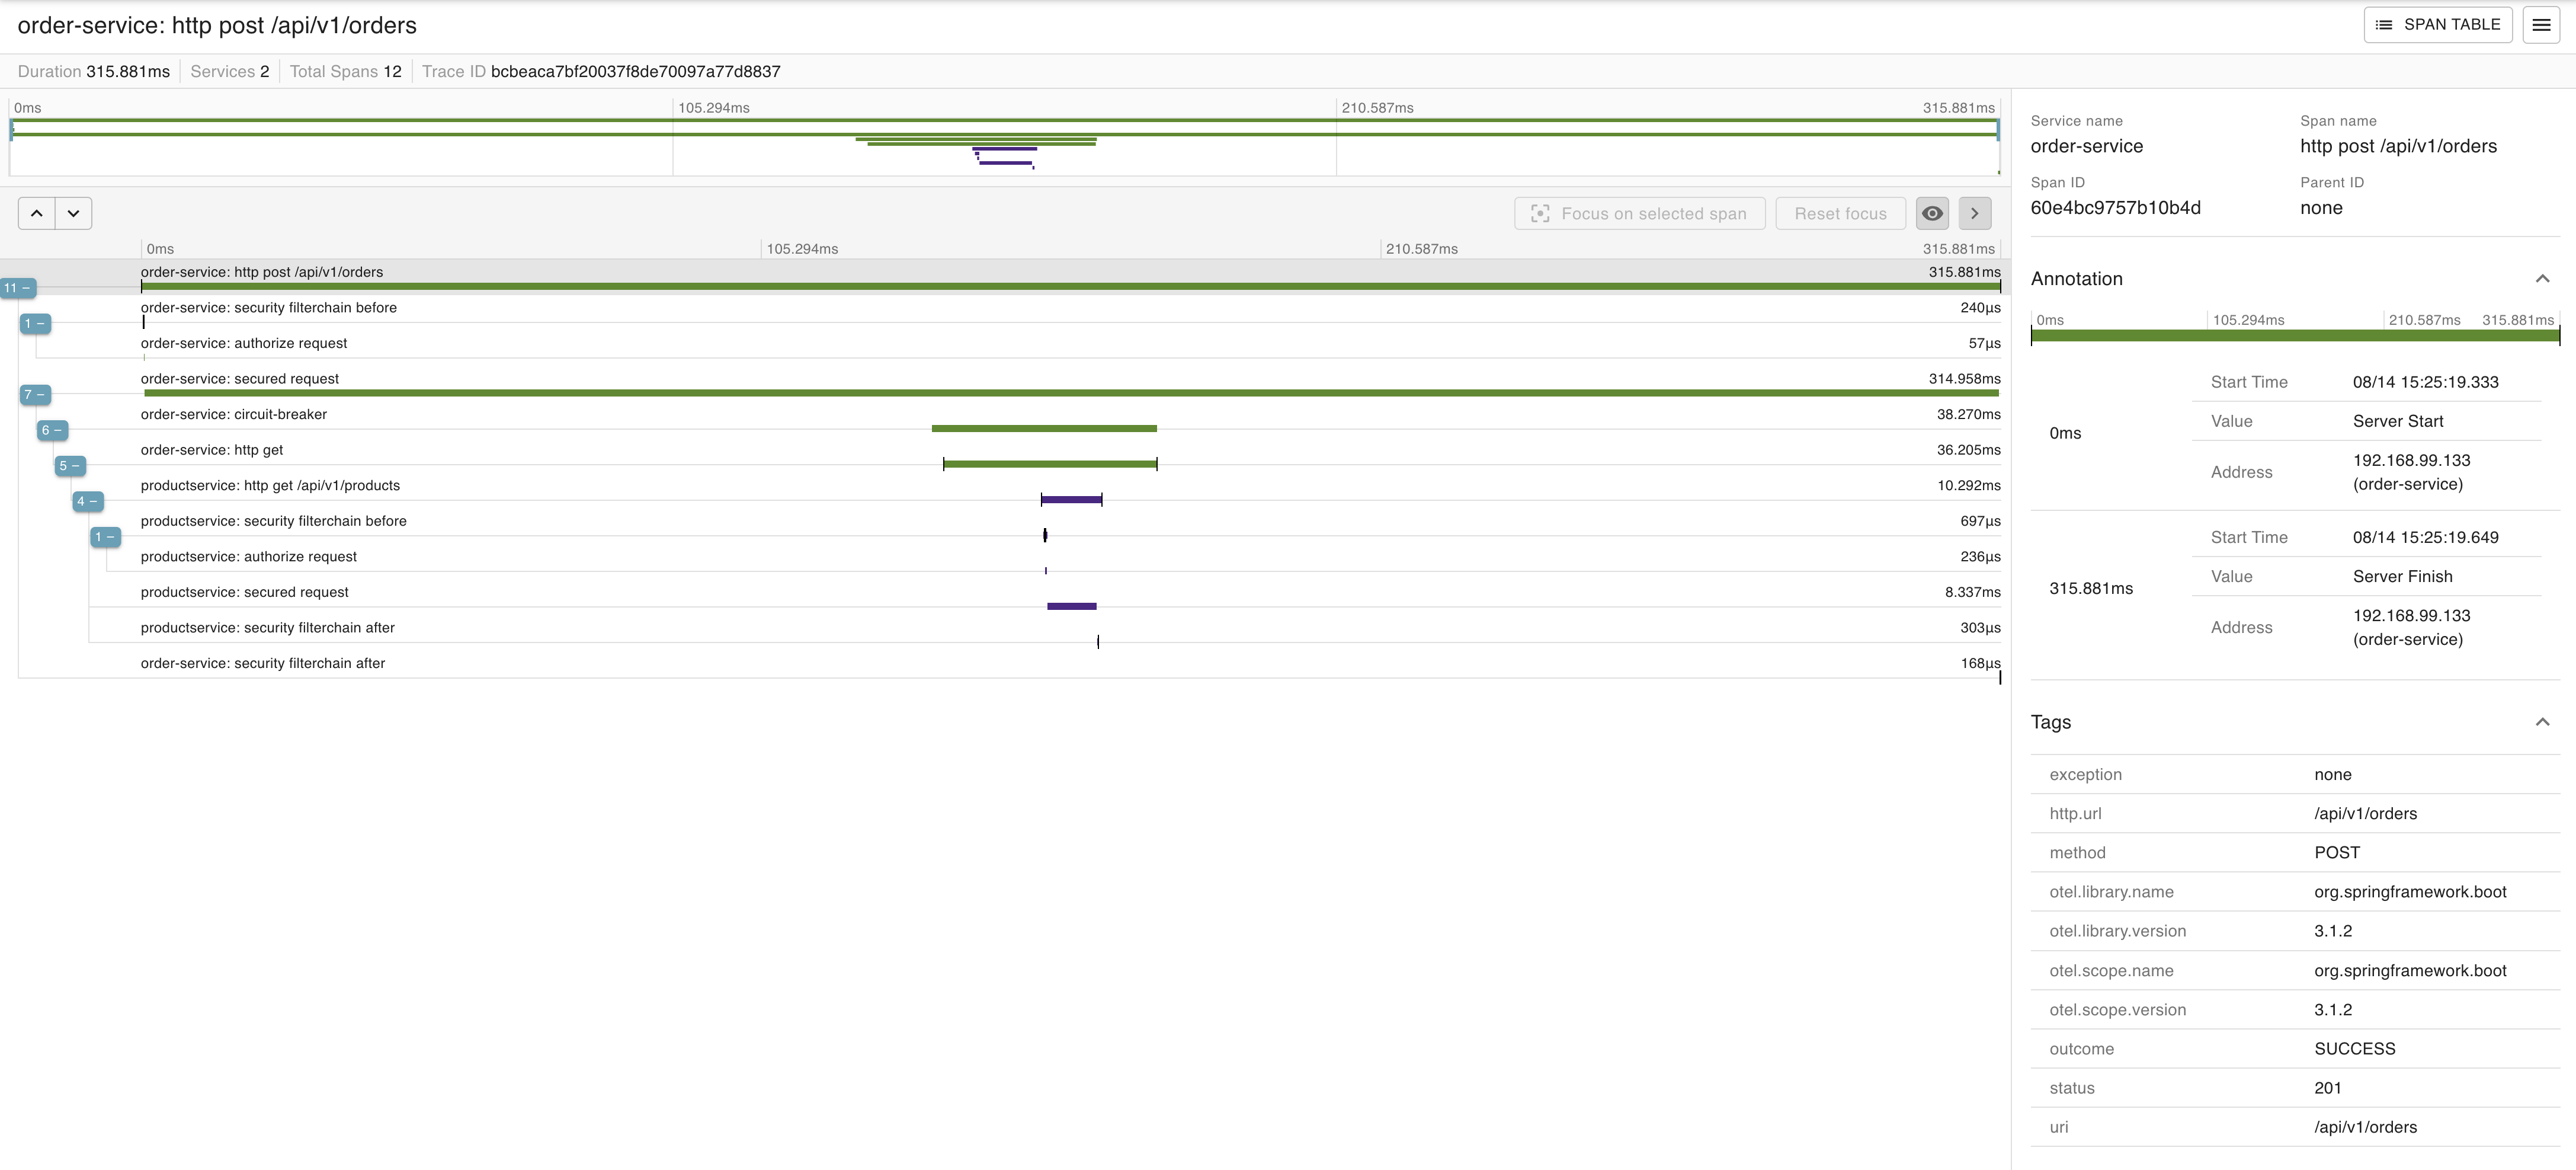 order-service: http post /api/v1/orders
SPAN TABLE
Duration 315.881ms Services 2 Total Spans 12 Trace ID bcbeaca7bf20037f8de70097a77d8837
0ms 105.294ms 210.587ms 315.881ms
Focus on selected span Reset focus
0ms 105.294ms 210.587ms 315.881ms
order-service: http post /api/v1/orders 315.881ms
11 −
order-service: security filterchain before 240μs
1 −
order-service: authorize request 57μs
order-service: secured request 314.958ms
7 −
order-service: circuit-breaker 38.270ms
6 −
order-service: http get 36.205ms
5 −
productservice: http get /api/v1/products 10.292ms
4 −
productservice: security filterchain before 697μs
1 −
productservice: authorize request 236μs
productservice: secured request 8.337ms
productservice: security filterchain after 303μs
order-service: security filterchain after 168μs
Service name Span name
order-service http post /api/v1/orders
Span ID Parent ID
60e4bc9757b10b4d none
Annotation
0ms 105.294ms 210.587ms 315.881ms
Start Time 08/14 15:25:19.333
Value Server Start
0ms
Address 192.168.99.133
(order-service)
Start Time 08/14 15:25:19.649
Value Server Finish
315.881ms
Address 192.168.99.133
(order-service)
Tags
exception none
http.url /api/v1/orders
method POST
otel.library.name org.springframework.boot
otel.library.version 3.1.2
otel.scope.name org.springframework.boot
otel.scope.version 3.1.2
outcome SUCCESS
status 201
uri /api/v1/orders